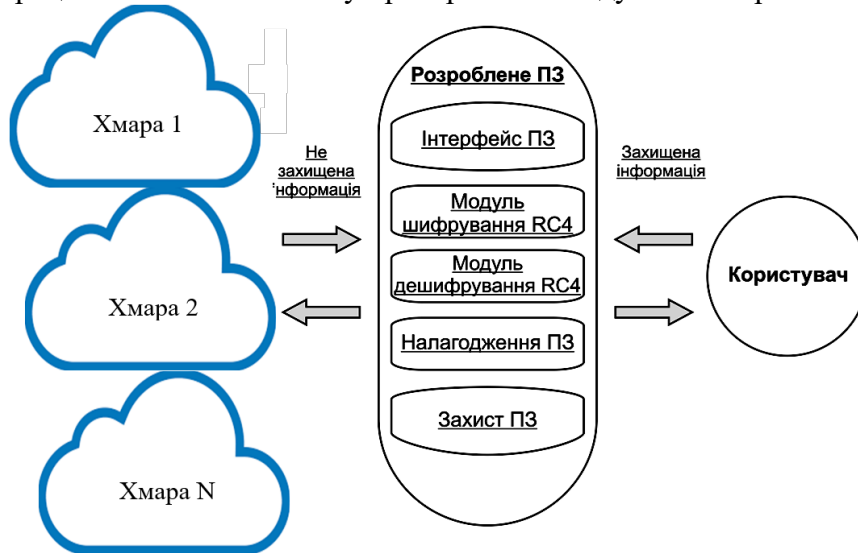 Хмара 1
Хмара 2
Хмара N
Не
захищена
інформація
Розроблене ПЗ
Інтерфейс ПЗ
Модуль
шифрування RC4
Модуль
дешифрування RC4
Налагодження ПЗ
Захист ПЗ
Захищена
інформація
Користувач